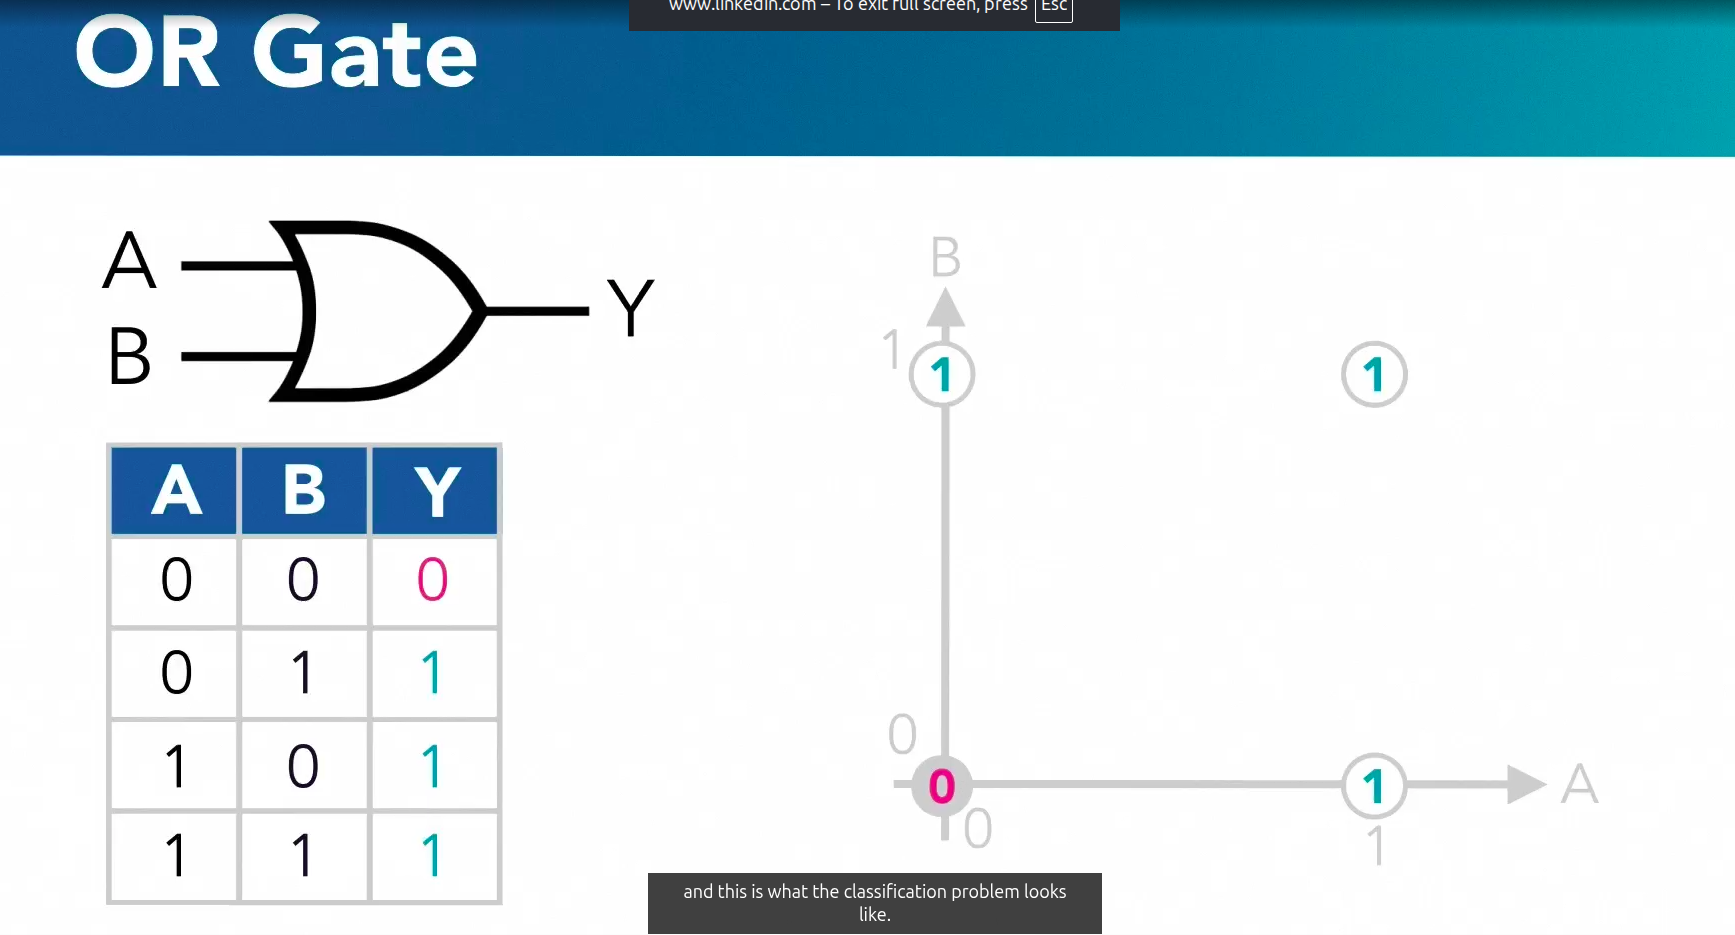 www.linkedin.com – To exit full screen, press Esc
OR Gate
A
B
Y
A B Y
0 0 0
0 1 1
1 0 1
1 1 1
B
1 1 1
0
0 1 A
0 1
and this is what the classification problem looks
like.